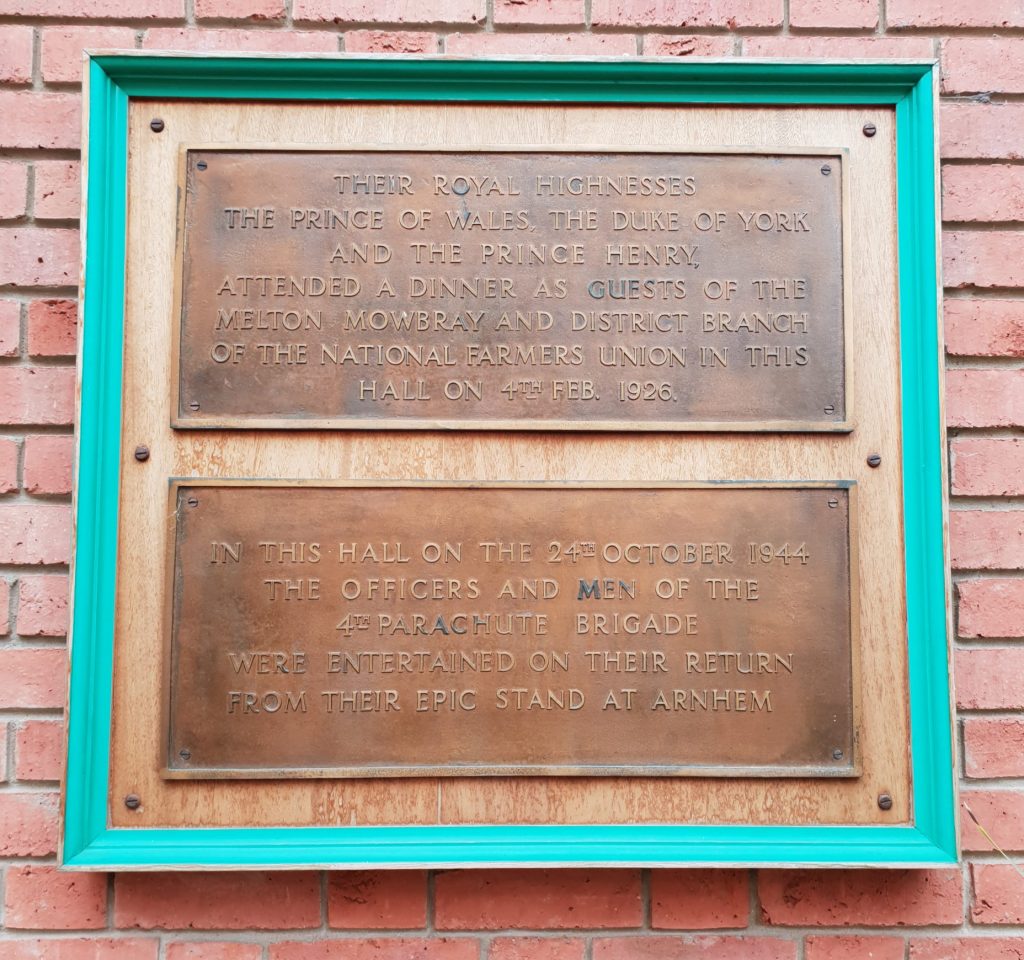 THEIR ROYAL HIGHNESSES
THE PRINCE OF WALES, THE DUKE OF YORK
AND THE PRINCE HENRY,
ATTENDED A DINNER AS GUESTS OF THE
MELTON MOWBRAY AND DISTRICT BRANCH
OF THE NATIONAL FARMERS UNION IN THIS
HALL ON 4TH FEB. 1926.
IN THIS HALL ON THE 24TH OCTOBER 1944
THE OFFICERS AND MEN OF THE
4TH PARACHUTE BRIGADE
WERE ENTERTAINED ON THEIR RETURN
FROM THEIR EPIC STAND AT ARNHEM